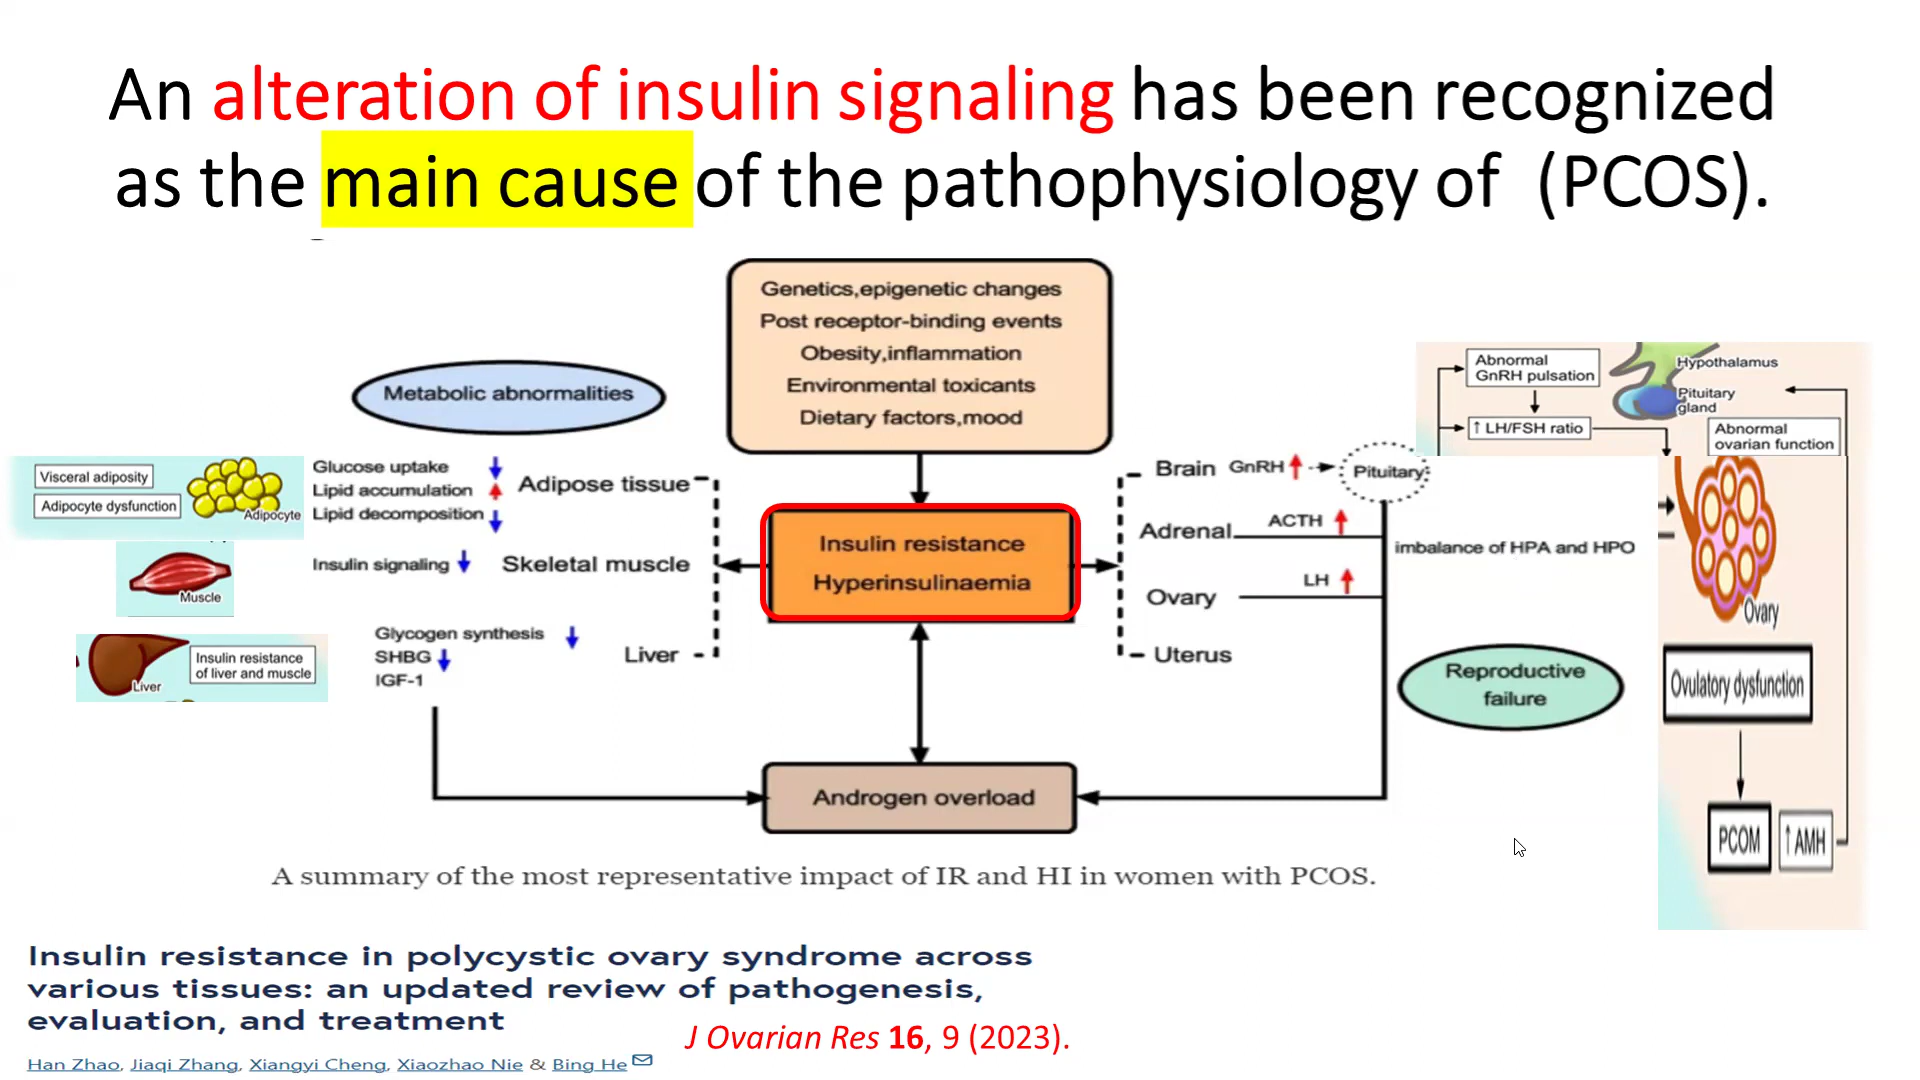 An alteration of insulin signaling has been recognized
as the main cause of the pathophysiology of (PCOS).
Genetics,epigenetic changes
Post receptor-binding events
Obesity,inflammation
Environmental toxicants
Dietary factors,mood
Metabolic abnormalities
Visceral adiposity
Adipocyte dysfunction
Adipocyte
Glucose uptake ↓
Lipid accumulation ↑
Lipid decomposition ↓
Adipose tissue
Muscle
Insulin signaling ↓
Skeletal muscle
Liver
Insulin resistance
of liver and muscle
Glycogen synthesis ↓
SHBG ↓
IGF-1
Liver
Insulin resistance
Hyperinsulinaemia
Androgen overload
Brain GnRH ↑
Pituitary
Adrenal ACTH ↑
Ovary LH ↑
Uterus
imbalance of HPA and HPO
Reproductive
failure
Abnormal
GnRH pulsation
↑ LH/FSH ratio
Hypothalamus
Pituitary
gland
Abnormal
ovarian function
Ovary
Ovulatory dysfunction
PCOM
↑ AMH
A summary of the most representative impact of IR and HI in women with PCOS.
Insulin resistance in polycystic ovary syndrome across
various tissues: an updated review of pathogenesis,
evaluation, and treatment
J Ovarian Res 16, 9 (2023).
Han Zhao, Jiaqi Zhang, Xiangyi Cheng, Xiaozhao Nie & Bing He